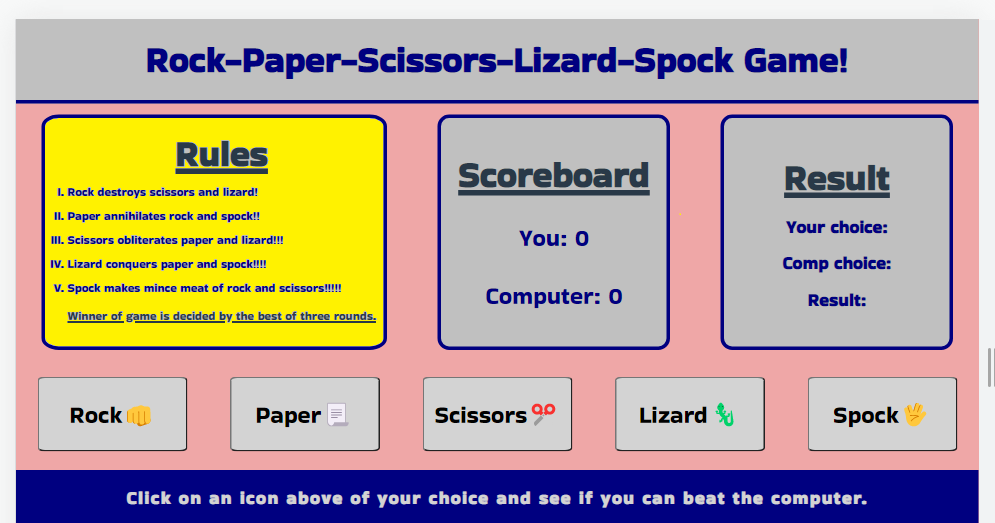 Rock-Paper-Scissors-Lizard-Spock Game!
Rules
I. Rock destroys scissors and lizard!
II. Paper annihilates rock and spock!!
III. Scissors obliterates paper and lizard!!!
IV. Lizard conquers paper and spock!!!!
V. Spock makes mince meat of rock and scissors!!!!!
Winner of game is decided by the best of three rounds.
Scoreboard
You: 0
Computer: 0
Result
Your choice:
Comp choice:
Result:
Rock
Paper
Scissors
Lizard
Spock
Click on an icon above of your choice and see if you can beat the computer.